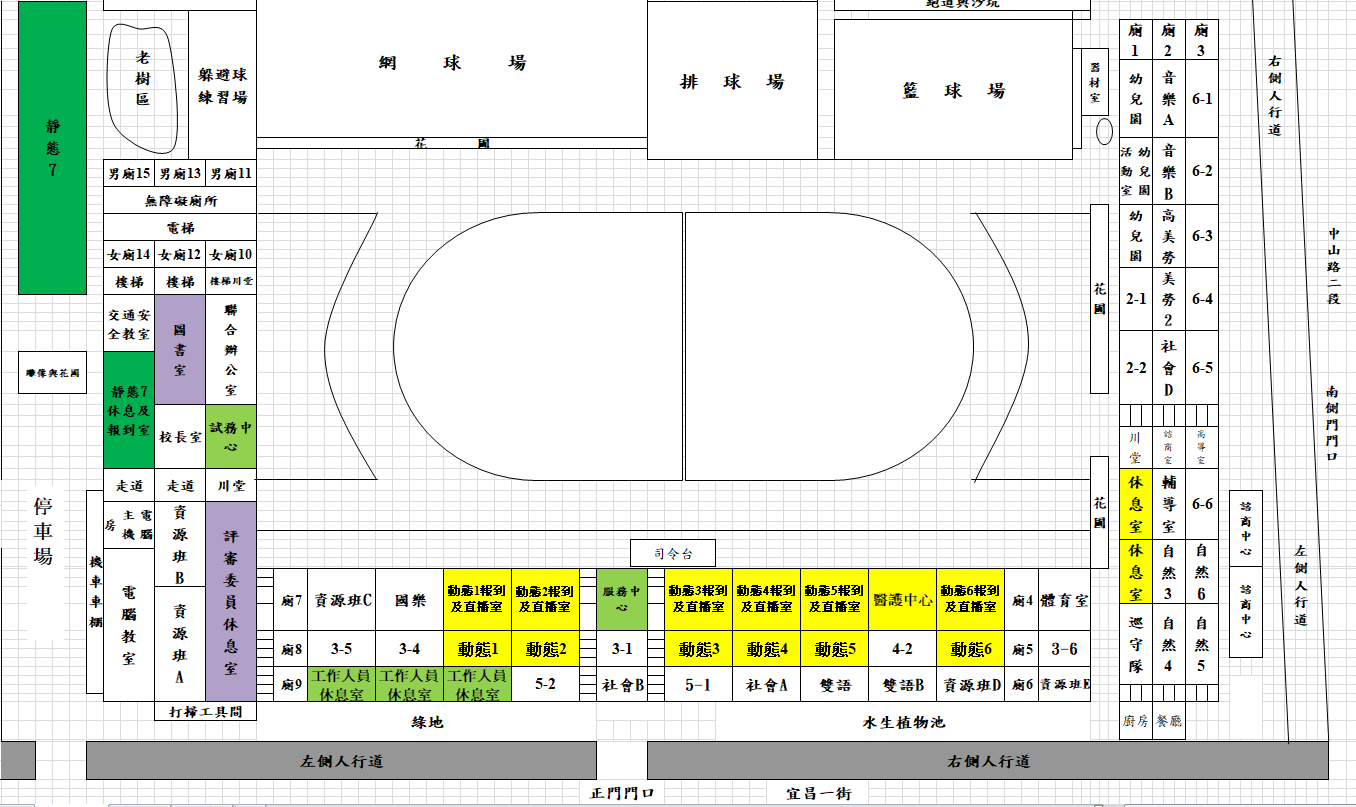 跑道與沙坑
靜態7
老樹區
躲避球
練習場
網 球 場
排 球 場
籃 球 場
器材室
花 園
廁1
廁2
廁3
幼兒園
音樂A
6-1
幼兒園
活動室
音樂B
6-2
幼兒園
高美勞
6-3
2-1
美勞2
6-4
2-2
社會D
6-5
川堂
諮商室
高導室
休息室
輔導室
6-6
休息室
自然3
自然6
巡守隊
自然4
自然5
廚房
餐廳
右側人行道
中山路二段
南側門門口
左側人行道
諮商中心
諮商中心
花園
花園
男廁15
男廁13
男廁11
無障礙廁所
電梯
女廁14
女廁12
女廁10
樓梯
樓梯
樓梯川堂
交通安
全教室
圖書室
聯合辦公室
靜態7
休息及
報到室
校長室
試務中
心
走道
走道
川堂
電腦
主機
房
資源班B
評審委員休息室
電腦教室
資源班A
打掃工具間
停車場
機車棚
司令台
廁7
資源班C
國樂
動態1報到
及直播室
動態2報到
及直播室
服務中
心
動態3報到
及直播室
動態4報到
及直播室
動態5報到
及直播室
醫護中心
動態6報到
及直播室
廁4
體育室
廁8
3-5
3-4
動態1
動態2
3-1
動態3
動態4
動態5
4-2
動態6
廁5
3-6
廁9
工作人員
休息室
工作人員
休息室
工作人員
休息室
5-2
社會B
5-1
社會A
雙語
雙語B
資源班D
廁6
資源班E
綠地
水生植物池
左側人行道
右側人行道
正門門口
宜昌一街